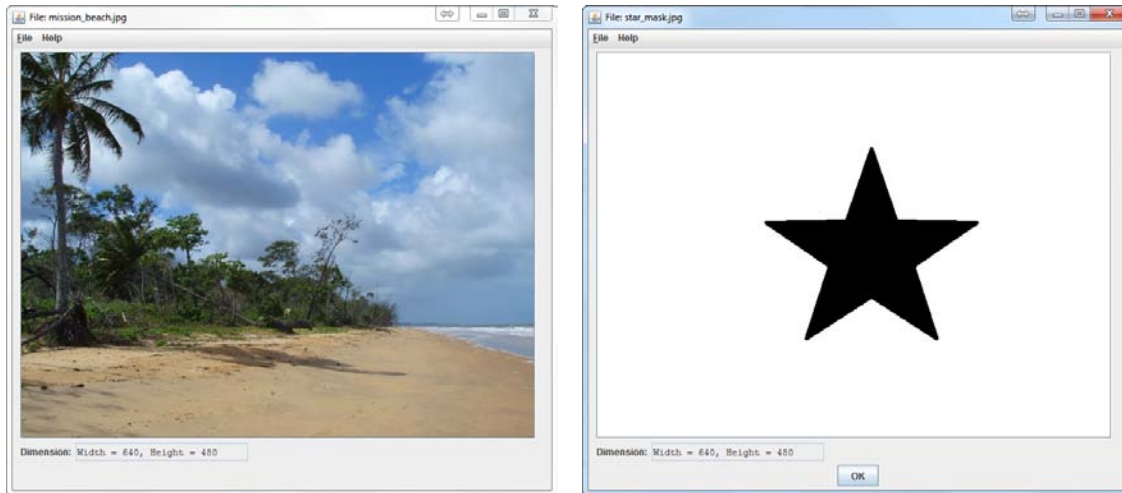 File: mission_beach.jpg
File Help
Dimension: Width = 640, Height = 480
File: star_mask.jpg
File Help
Dimension: Width = 640, Height = 480
OK